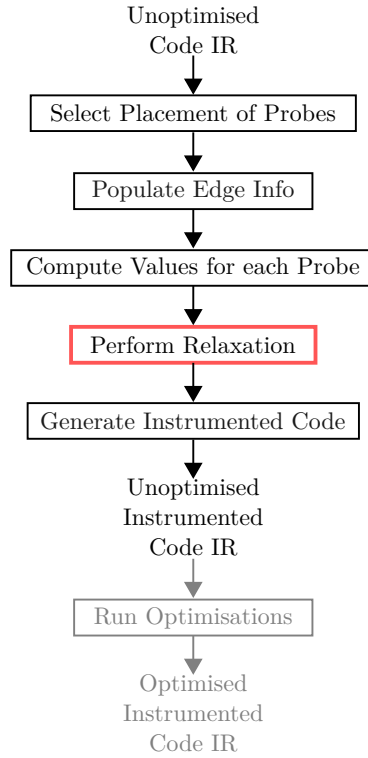 Unoptimised
Code IR
Select Placement of Probes
Populate Edge Info
Compute Values for each Probe
Perform Relaxation
Generate Instrumented Code
Unoptimised
Instrumented
Code IR
Run Optimisations
Optimised
Instrumented
Code IR